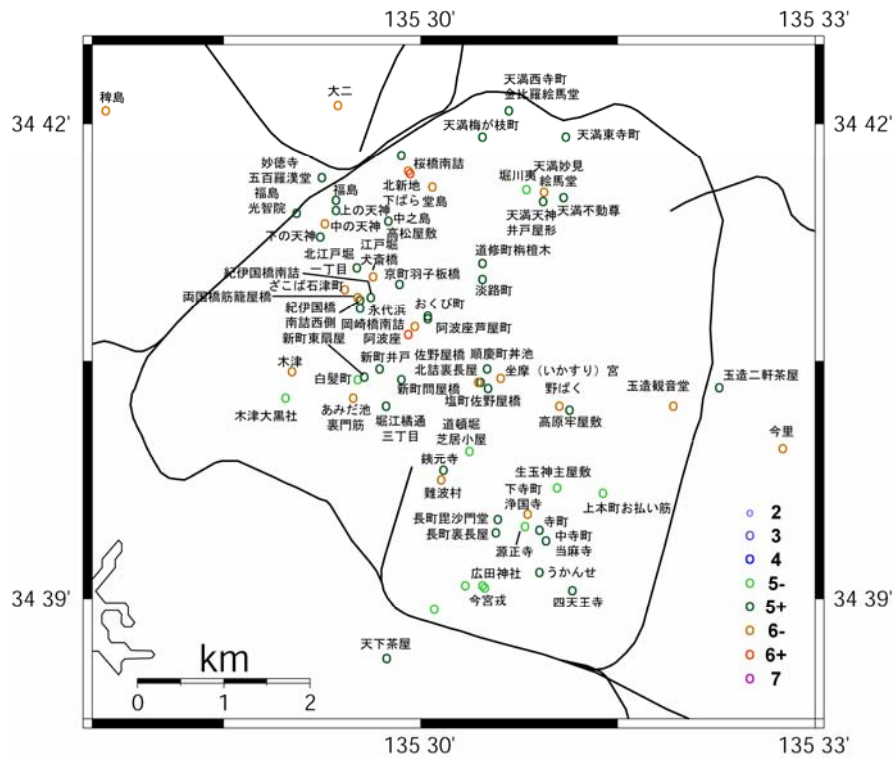 135 30'
135 33'
34 42'
34 39'
稗島
大二
天満西寺町
金比羅絵馬堂
天満梅が枝町
天満東寺町
妙徳寺
五百羅漢堂
桜橋南詰
北新地
下ばら
堂島
堀川夷
天満妙見
絵馬堂
天満不動尊
天満天神
井戸屋形
福島
光智院
福島
上の天神
中の天神
下の天神
中之島
高松屋敷
北江戸堀
一丁目
江戸堀
犬斎橋
道修町栴檀木
紀伊国橋南詰
京町羽子板橋
淡路町
ざこば石津町
両国橋筋籠屋橋
永代浜
紀伊国橋
南詰西側
岡崎橋南詰
おくび町
阿波座芦屋町
阿波座
新町東扇屋
新町井戸
佐野屋橋
北詰裏長屋
順慶町丼池
坐摩（いかすり）宮
木津
白髪町
新町問屋橋
塩町佐野屋橋
野ばく
玉造観音堂
玉造二軒茶屋
木津大黒社
あみだ池
裏門筋
高原牢屋敷
堀江橘通
三丁目
道頓堀
芝居小屋
今里
銕元寺
難波村
生玉神主屋敷
下寺町
浄国寺
上本町お払い筋
長町毘沙門堂
長町裏長屋
寺町
源正寺
中寺町
当麻寺
広田神社
うかんせ
今宮戎
四天王寺
天下茶屋
km
0 1 2
2
3
4
5-
5+
6-
6+
7
135 30'
135 33'